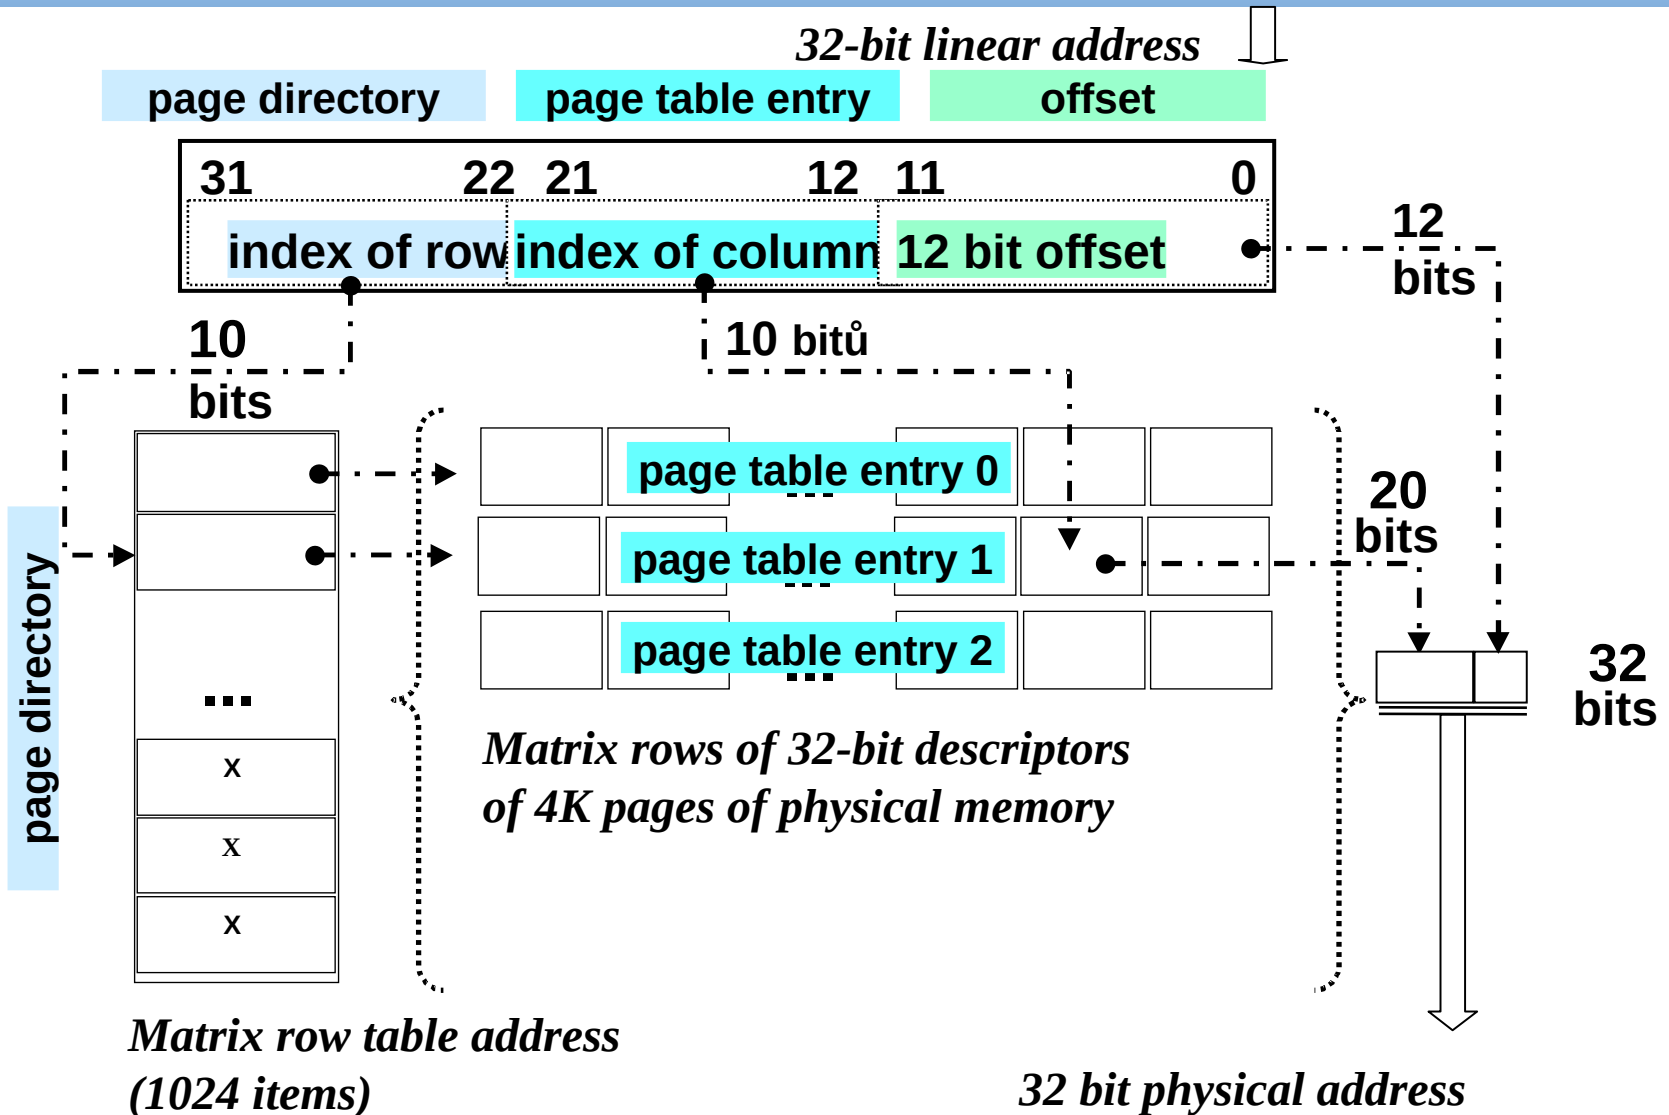 32-bit linear address
page directory
page table entry
offset
31 22 21 12 11 0
index of row
index of column
12 bit offset
12
bits
10
bits
10 bitů
page directory
page table entry 0
...
page table entry 1
...
page table entry 2
...
20
bits
32
bits
...
x
x
x
Matrix rows of 32-bit descriptors
of 4K pages of physical memory
Matrix row table address
(1024 items)
32 bit physical address